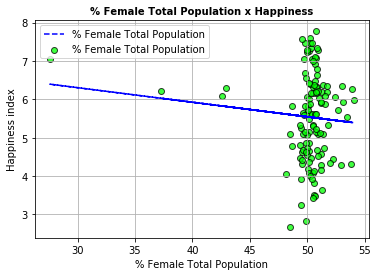 % Female Total Population x Happiness
% Female Total Population
% Female Total Population
8
7
6
5
4
3
Happiness index
30
35
40
45
50
55
% Female Total Population